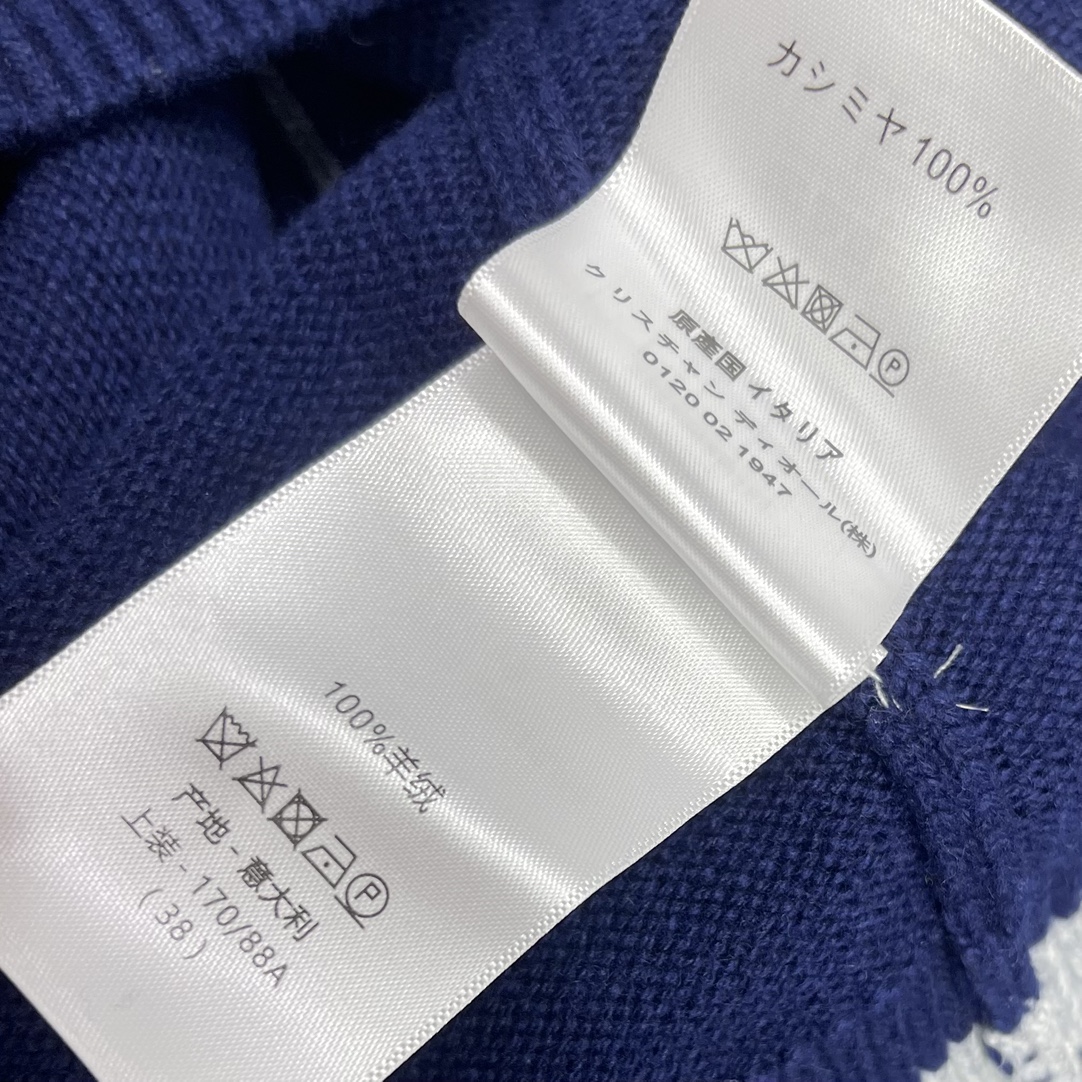 カシミヤ 100%
原產国 イタリア
クリスチャン ディオール(株)
0120 02 1947
100%羊绒
P
产地 - 意大利
上装 - 170/88A
( 38 )
P